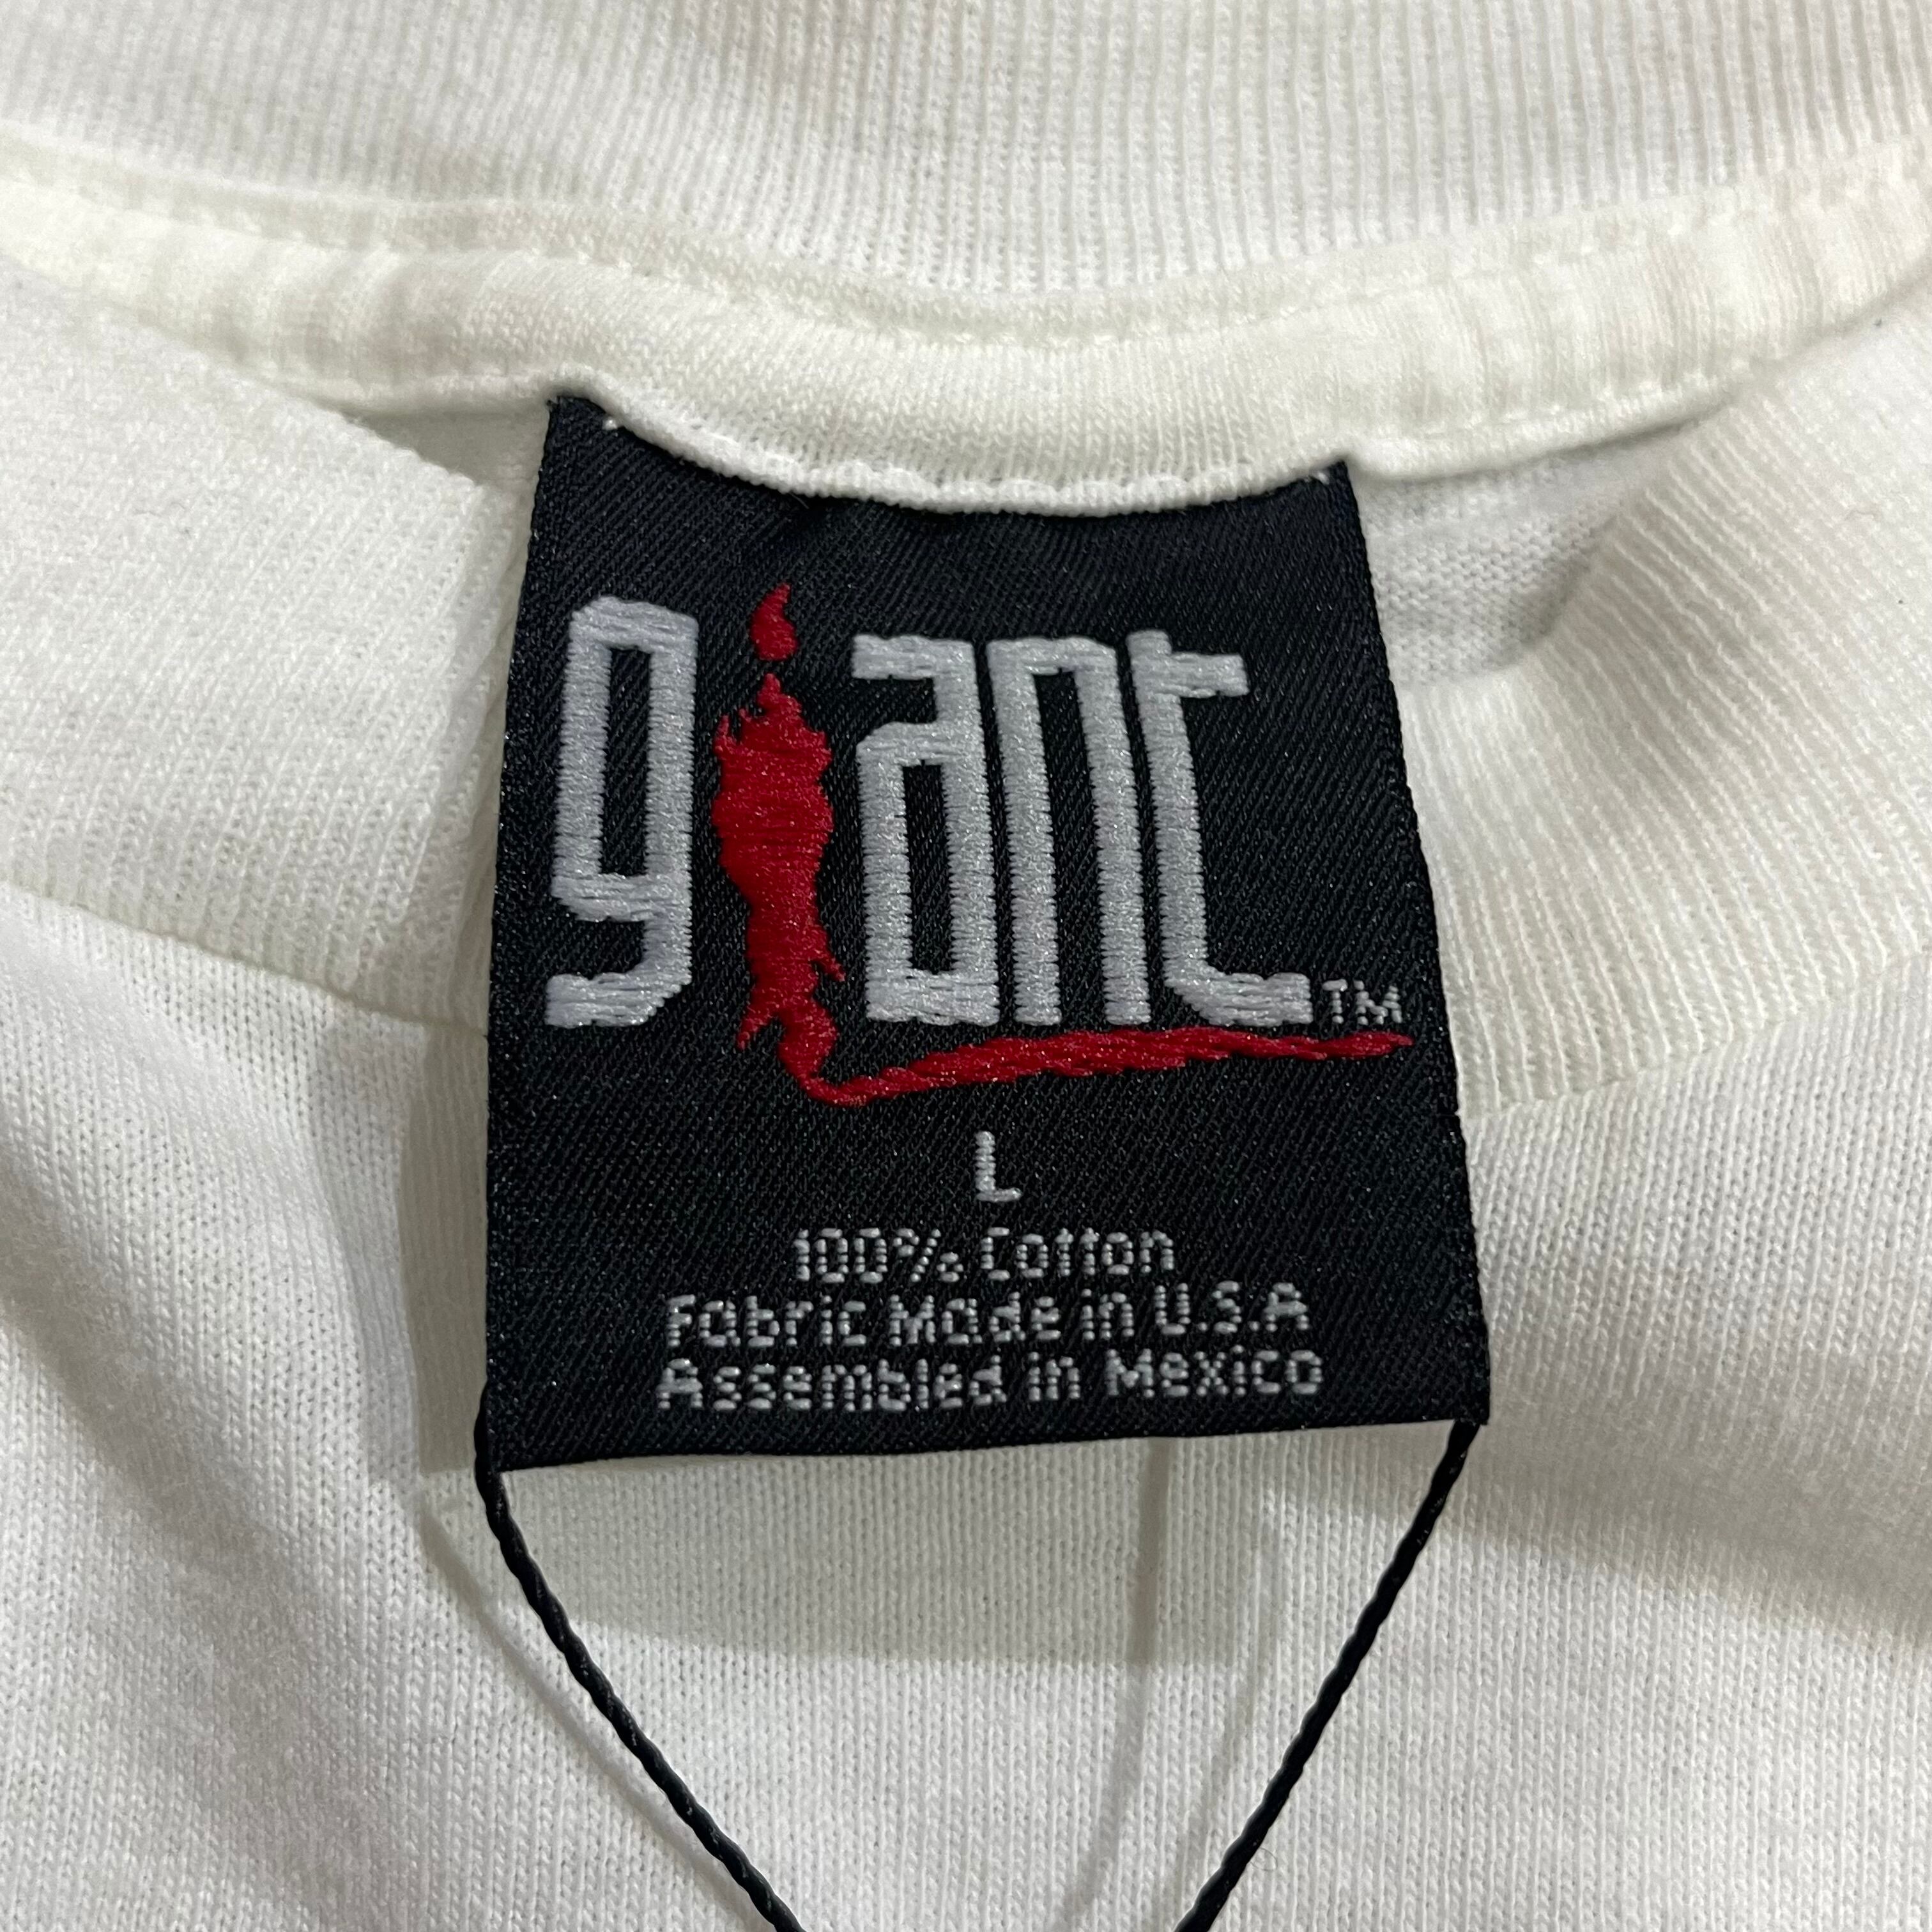 giant™
L
100% Cotton
Fabric Made in U.S.A
Assembled in Mexico